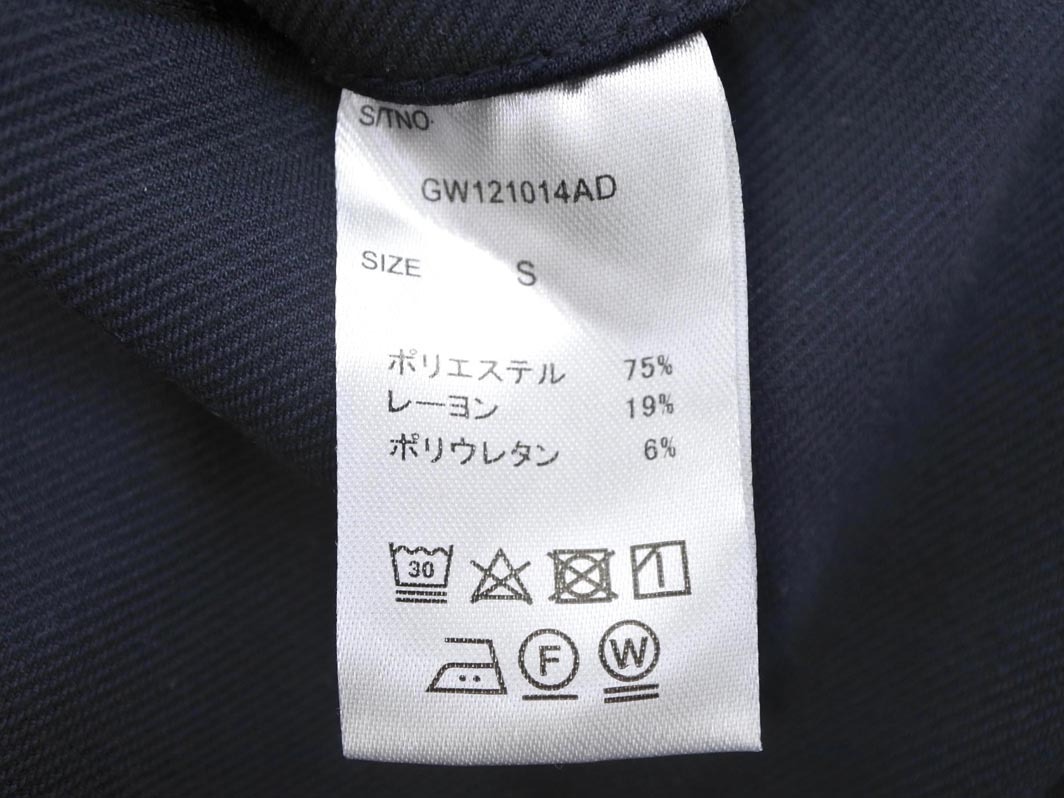 S/TNO.
GW121014AD
SIZE S
ポリエステル 75%
レーヨン 19%
ポリウレタン 6%
30
F W